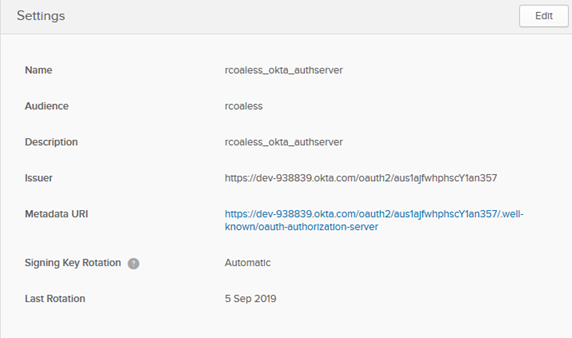 Settings
Edit
Name
rcoaless_okta_authserver
Audience
rcoaless
Description
rcoaless_okta_authserver
Issuer
https://dev-938839.okta.com/oauth2/aus1ajfwhphscY1an357
Metadata URI
https://dev-938839.okta.com/oauth2/aus1ajfwhphscY1an357/.well-
known/oauth-authorization-server
Signing Key Rotation ?
Automatic
Last Rotation
5 Sep 2019